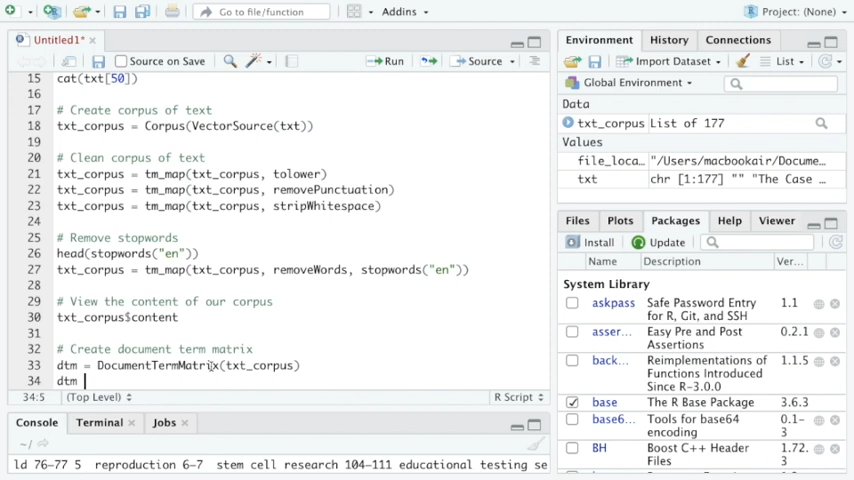 Go to file/function
Addins
Project: (None)
Untitled1*
Source on Save
Run
Source
15 cat(txt[50])
16
17 # Create corpus of text
18 txt_corpus = Corpus(VectorSource(txt))
19
20 # Clean corpus of text
21 txt_corpus = tm_map(txt_corpus, tolower)
22 txt_corpus = tm_map(txt_corpus, removePunctuation)
23 txt_corpus = tm_map(txt_corpus, stripWhitespace)
24
25 # Remove stopwords
26 head(stopwords("en"))
27 txt_corpus = tm_map(txt_corpus, removeWords, stopwords("en"))
28
29 # View the content of our corpus
30 txt_corpus$content
31
32 # Create document term matrix
33 dtm = DocumentTermMatrix(txt_corpus)
34 dtm
34:5 (Top Level) R Script
Console Terminal Jobs
~/
ld 76-77 5 reproduction 6-7 stem cell research 104-111 educational testing se
Environment History Connections
Import Dataset List
Global Environment
Data
txt_corpus List of 177
Values
file_loca… "/Users/macbookair/Docume…
txt chr [1:177] "" "The Case …
Files Plots Packages Help Viewer
Install Update
Name Description Ver…
System Library
askpass Safe Password Entry for R, Git, and SSH 1.1
asser… Easy Pre and Post Assertions 0.2.1
back… Reimplementations of Functions Introduced Since R-3.0.0 1.1.5
base The R Base Package 3.6.3
base6… Tools for base64 encoding 0.1-3
BH Boost C++ Header Files 1.72.3